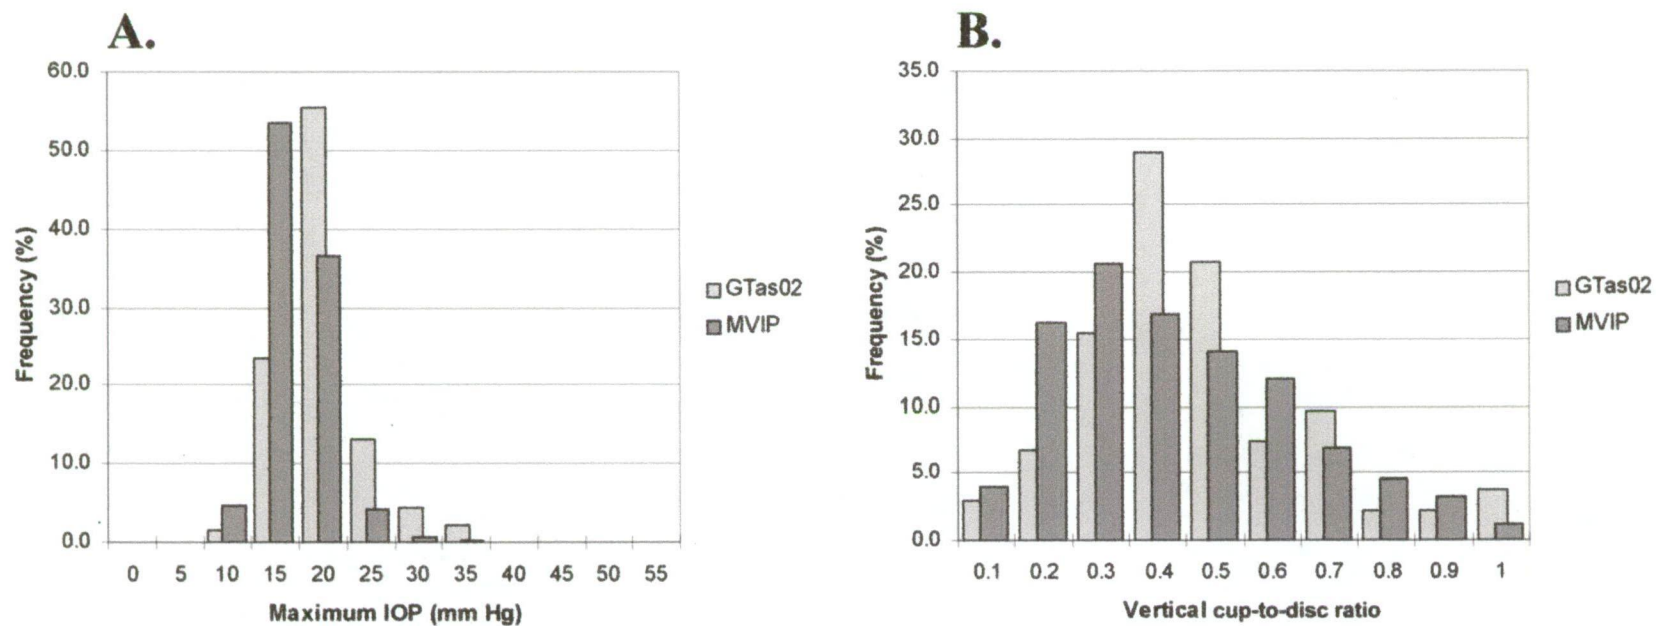 A.
60.0
50.0
40.0
30.0
20.0
10.0
0.0
Frequency (%)
0 5 10 15 20 25 30 35 40 45 50 55
Maximum IOP (mm Hg)
GTas02
MVIP
B.
35.0
30.0
25.0
20.0
15.0
10.0
5.0
0.0
Frequency (%)
0.1 0.2 0.3 0.4 0.5 0.6 0.7 0.8 0.9 1
Vertical cup-to-disc ratio
GTas02
MVIP